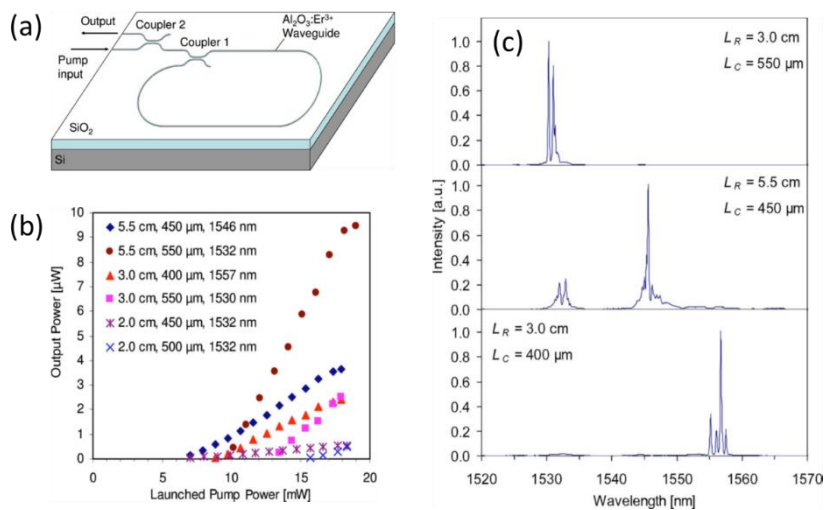 (a)
Output
Coupler 2
Coupler 1
Al₂O₃:Er³⁺
Waveguide
Pump
input
SiO₂
Si
(b)
Output Power [µW]
10
9
8
7
6
5
4
3
2
1
0
5.5 cm, 450 µm, 1546 nm
5.5 cm, 550 µm, 1532 nm
3.0 cm, 400 µm, 1557 nm
3.0 cm, 550 µm, 1530 nm
2.0 cm, 450 µm, 1532 nm
2.0 cm, 500 µm, 1532 nm
0 5 10 15 20
Launched Pump Power [mW]
(c)
Intensity [a.u.]
1.0
0.8
0.6
0.4
0.2
0.0
L_R = 3.0 cm
L_C = 550 µm
1.0
0.8
0.6
0.4
0.2
0.0
L_R = 5.5 cm
L_C = 450 µm
1.0
0.8
0.6
0.4
0.2
0.0
L_R = 3.0 cm
L_C = 400 µm
1520 1530 1540 1550 1560 1570
Wavelength [nm]